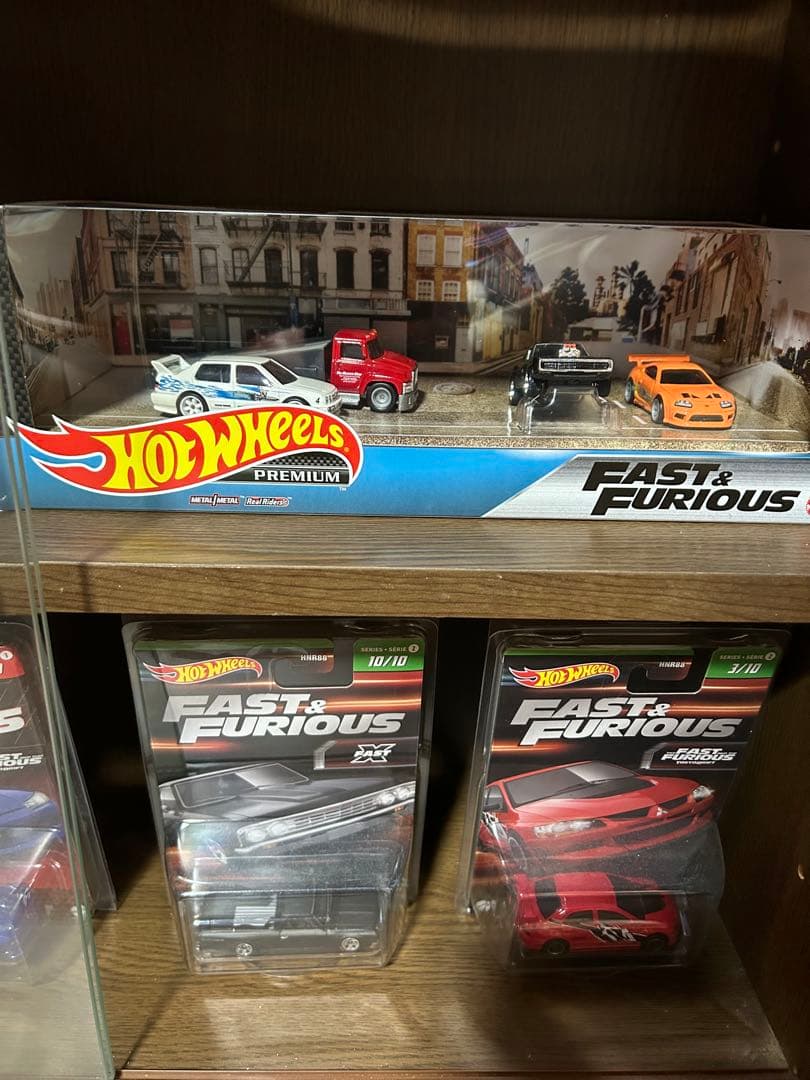 HOT WHEELS™
PREMIUM
METAL/METAL Real Riders
FAST &
FURIOUS
HOT WHEELS
HNR88
SERIES • SÉRIE 2
10/10
FAST &
FURIOUS
FAST X
HOT WHEELS
HNR88
SERIES • SÉRIE 2
3/10
FAST &
FURIOUS
FAST
FURIOUS